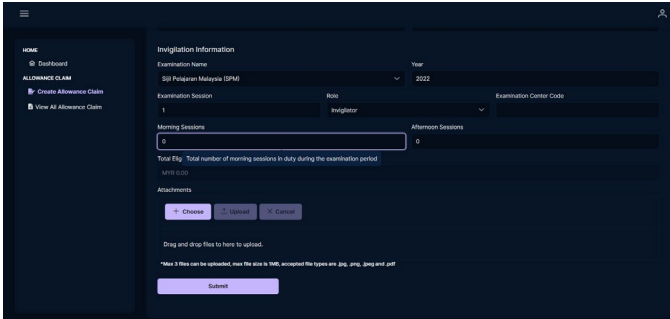 HOME
Dashboard
ALLOWANCE CLAIM
Create Allowance Claim
View All Allowance Claim
Invigilation Information
Examination Name
Year
Sijil Pelajaran Malaysia (SPM)
2022
Examination Session
Role
Examination Center Code
1
Invigilator
Morning Sessions
Afternoon Sessions
0
0
Total Elig
Total number of morning sessions in duty during the examination period
MYR 0.00
Attachments
+ Choose
Upload
Cancel
Drag and drop files to here to upload.
*Max 3 files can be uploaded, max file size is 1MB, accepted file types are .jpg, .png, .jpeg and .pdf
Submit